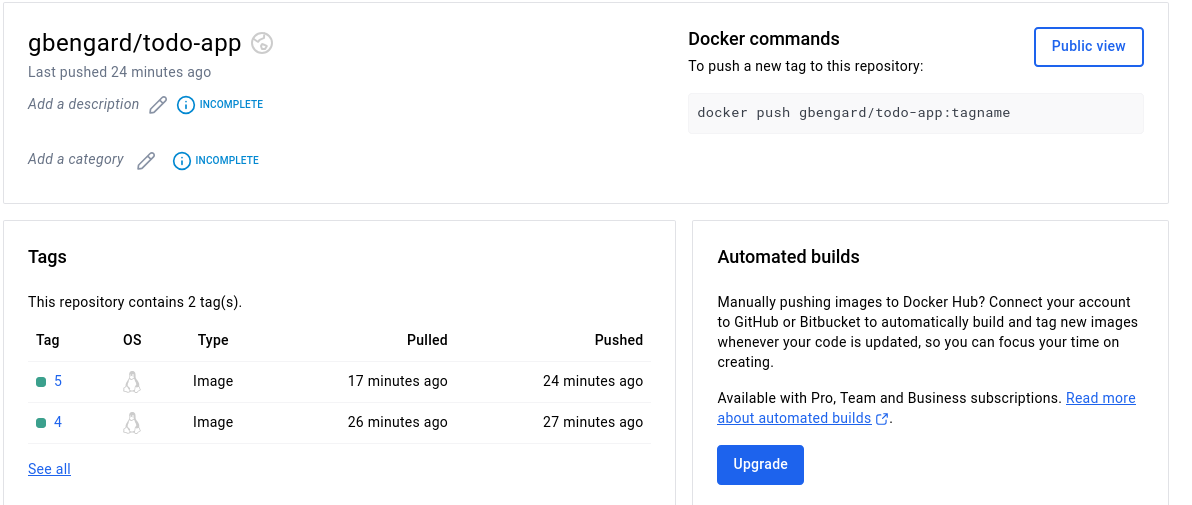 gbengard/todo-app
Last pushed 24 minutes ago
Add a description INCOMPLETE
Add a category INCOMPLETE
Docker commands
Public view
To push a new tag to this repository:
docker push gbengard/todo-app:tagname
Tags
This repository contains 2 tag(s).
Tag OS Type Pulled Pushed
5 Image 17 minutes ago 24 minutes ago
4 Image 26 minutes ago 27 minutes ago
See all
Automated builds
Manually pushing images to Docker Hub? Connect your account
to GitHub or Bitbucket to automatically build and tag new images
whenever your code is updated, so you can focus your time on
creating.
Available with Pro, Team and Business subscriptions. Read more
about automated builds.
Upgrade